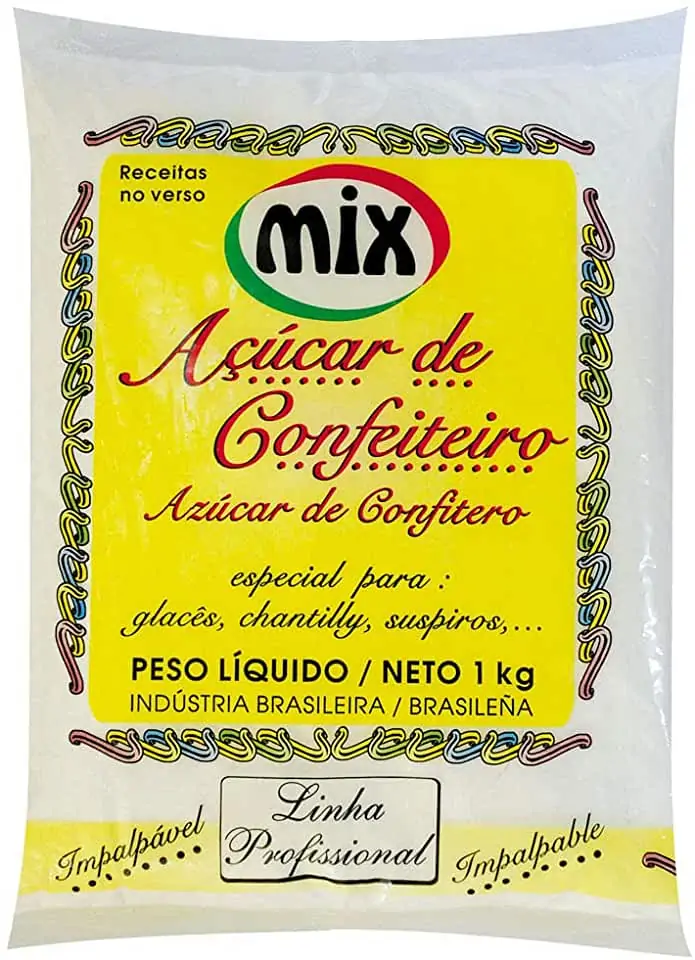 Receitas
no verso
mix
Açúcar de
Confeiteiro
Azúcar de Confitero
especial para :
glacês, chantilly, suspiros,...
PESO LÍQUIDO / NETO 1 kg
INDÚSTRIA BRASILEIRA / BRASILEÑA
Impalpável
Linha
Profissional
Impalpable